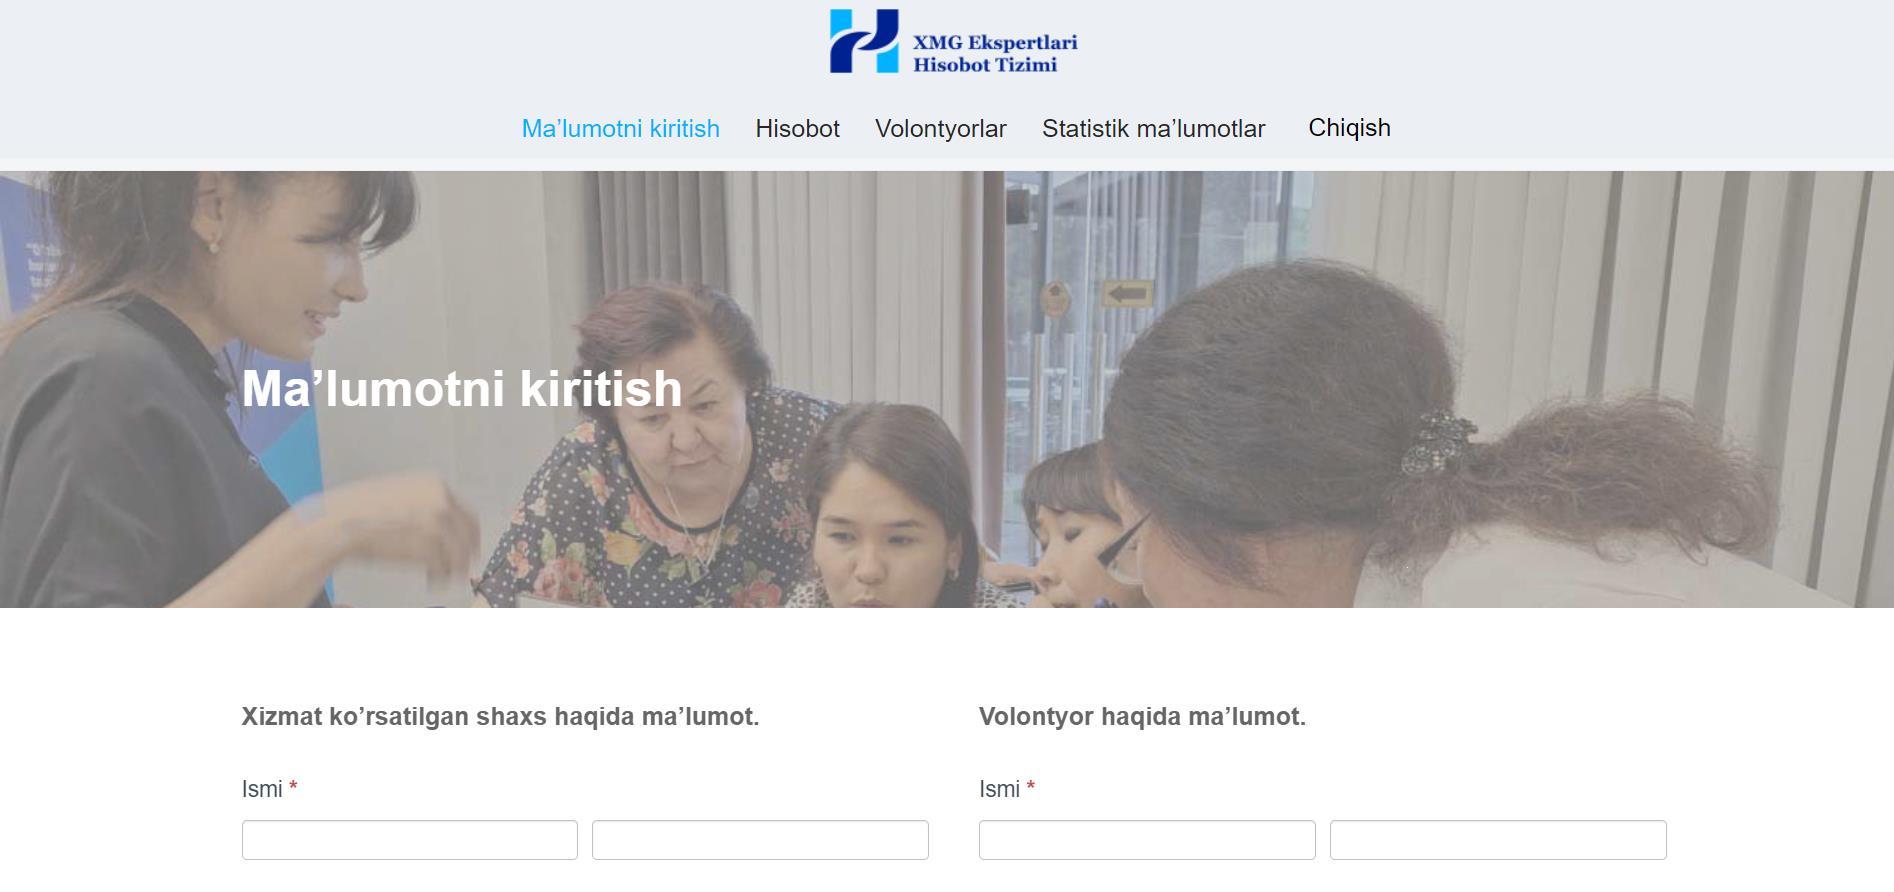 XMG Ekspertlari
Hisobot Tizimi
Ma’lumotni kiritish Hisobot Volontyorlar Statistik ma’lumotlar Chiqish
Ma’lumotni kiritish
Xizmat ko’rsatilgan shaxs haqida ma’lumot.
Ismi *
Volontyor haqida ma’lumot.
Ismi *